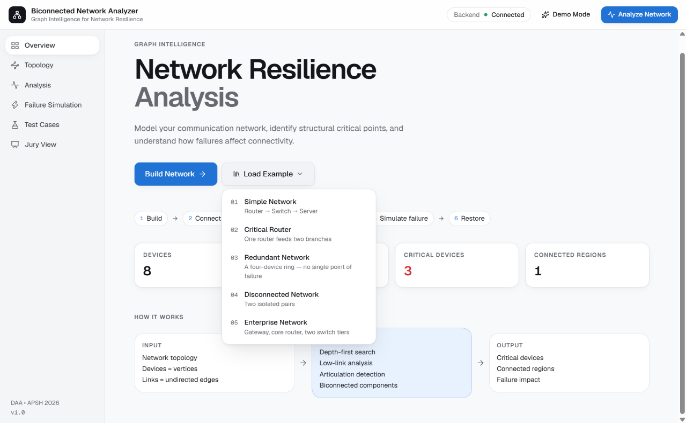 Biconnected Network Analyzer
Graph Intelligence for Network Resilience
Backend Connected
Demo Mode
Analyze Network
Overview
Topology
Analysis
Failure Simulation
Test Cases
Jury View
DAA • APSH 2026
v1.0
GRAPH INTELLIGENCE
Network Resilience
Analysis
Model your communication network, identify structural critical points, and
understand how failures affect connectivity.
Build Network →
Load Example
01 Simple Network
Router → Switch → Server
02 Critical Router
One router feeds two branches
03 Redundant Network
A four-device ring — no single point of
failure
04 Disconnected Network
Two isolated pairs
05 Enterprise Network
Gateway, core router, two switch tiers
1 Build → 2 Connect
Simulate failure → 6 Restore
DEVICES
8
CRITICAL DEVICES
3
CONNECTED REGIONS
1
HOW IT WORKS
INPUT
Network topology
Devices = vertices
Links = undirected edges
→
Depth-first search
Low-link analysis
Articulation detection
Biconnected components
→
OUTPUT
Critical devices
Connected regions
Failure impact